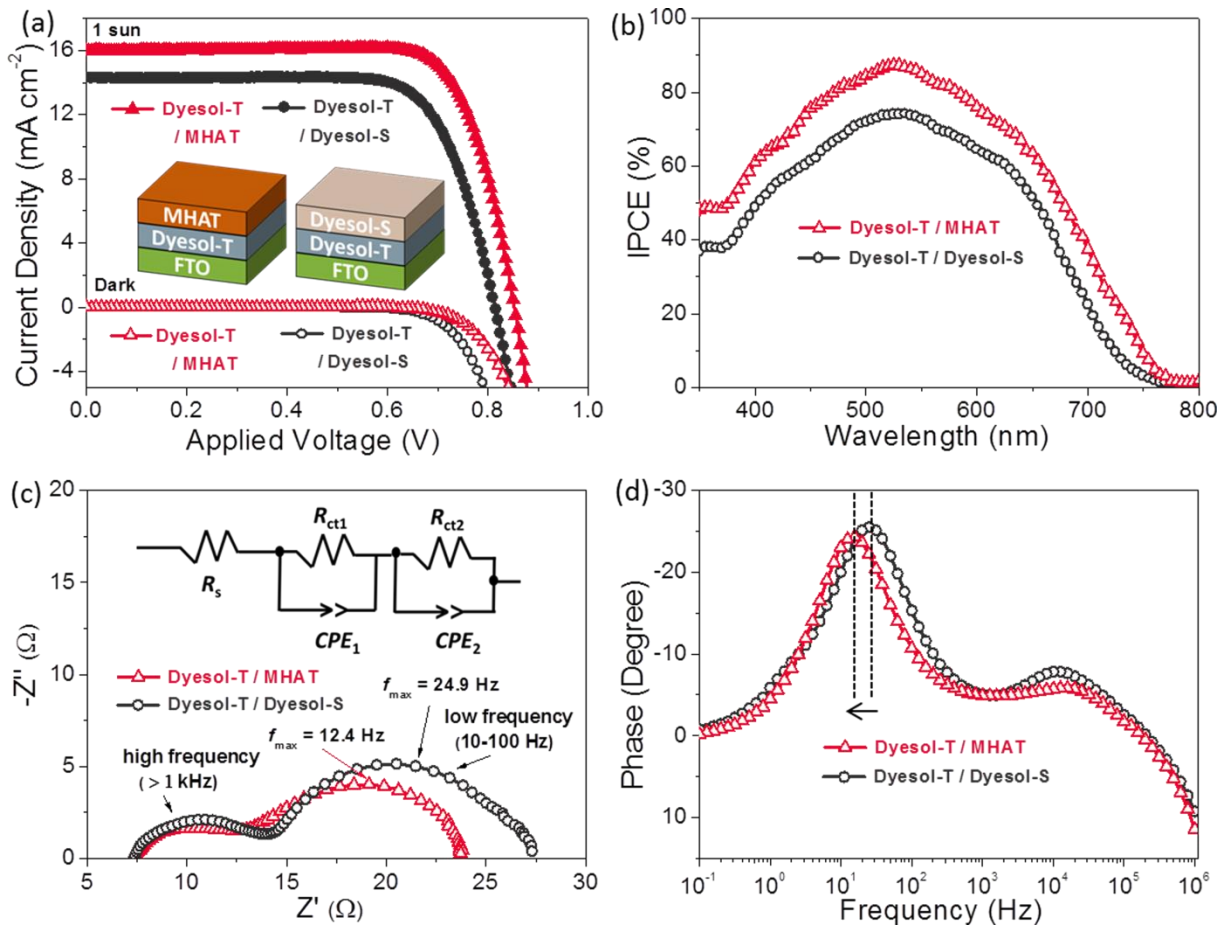 (a)
1 sun
16
12
8
4
0
-4
Current Density (mA cm⁻²)
Dyesol-T
/ MHAT
Dyesol-T
/ Dyesol-S
MHAT
Dyesol-T
FTO
Dyesol-S
Dyesol-T
FTO
Dark
Dyesol-T
/ MHAT
Dyesol-T
/ Dyesol-S
0.0 0.2 0.4 0.6 0.8 1.0
Applied Voltage (V)
(b)
100
80
60
40
20
0
IPCE (%)
Dyesol-T / MHAT
Dyesol-T / Dyesol-S
400 500 600 700 800
Wavelength (nm)
(c)
20
15
10
5
0
-Z'' (Ω)
Rs
Rct1
CPE1
Rct2
CPE2
Dyesol-T / MHAT
Dyesol-T / Dyesol-S
fmax = 24.9 Hz
fmax = 12.4 Hz
low frequency
(10-100 Hz)
high frequency
(> 1 kHz)
5 10 15 20 25 30
Z' (Ω)
(d)
-30
-20
-10
0
10
Phase (Degree)
Dyesol-T / MHAT
Dyesol-T / Dyesol-S
10⁻¹ 10⁰ 10¹ 10² 10³ 10⁴ 10⁵ 10⁶
Frequency (Hz)